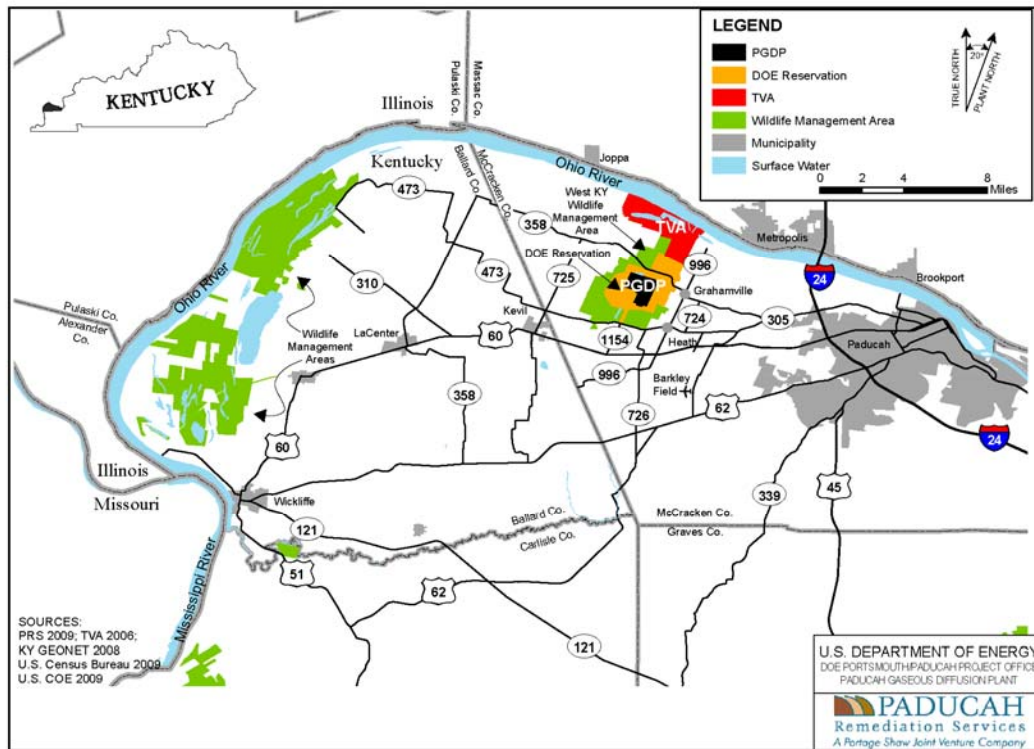 KENTUCKY
Illinois
Pulaski Co.
Massac Co.
Kentucky
Ballard Co.
McCracken Co.
Ohio River
Joppa
West KY
Wildlife
Management
Area
TVA
DOE Reservation
PGDP
Grahamville
Metropolis
Brookport
Paducah
Ohio River
Pulaski Co.
Alexander
Co.
Wildlife
Management
Areas
LaCenter
Kevil
Heath
Barkley
Field
473
358
473
725
996
310
60
724
305
1154
996
358
726
62
24
24
60
339
45
Illinois
Missouri
Wickliffe
121
Ballard Co.
Carlisle Co.
McCracken Co.
Graves Co.
51
62
121
Mississippi River
LEGEND
PGDP
DOE Reservation
TVA
Wildlife Management Area
Municipality
Surface Water
TRUE NORTH
20°
PLANT NORTH
0 2 4 8
Miles
SOURCES:
PRS 2009; TVA 2006;
KY GEONET 2008
U.S. Census Bureau 2009
U.S. COE 2009
U.S. DEPARTMENT OF ENERGY
DOE PORTSMOUTH/PADUCAH PROJECT OFFICE
PADUCAH GASEOUS DIFFUSION PLANT
PADUCAH
Remediation Services
A Portage Shaw Joint Venture Company